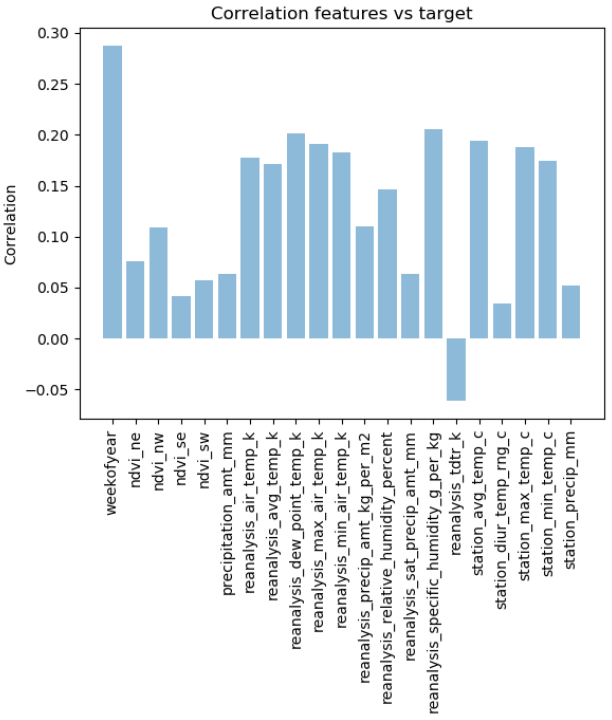 Correlation features vs target
Correlation
0.30
0.25
0.20
0.15
0.10
0.05
0.00
−0.05
weekofyear
ndvi_ne
ndvi_nw
ndvi_se
ndvi_sw
precipitation_amt_mm
reanalysis_air_temp_k
reanalysis_avg_temp_k
reanalysis_dew_point_temp_k
reanalysis_max_air_temp_k
reanalysis_min_air_temp_k
reanalysis_precip_amt_kg_per_m2
reanalysis_relative_humidity_percent
reanalysis_sat_precip_amt_mm
reanalysis_specific_humidity_g_per_kg
reanalysis_tdtr_k
station_avg_temp_c
station_diur_temp_rng_c
station_max_temp_c
station_min_temp_c
station_precip_mm